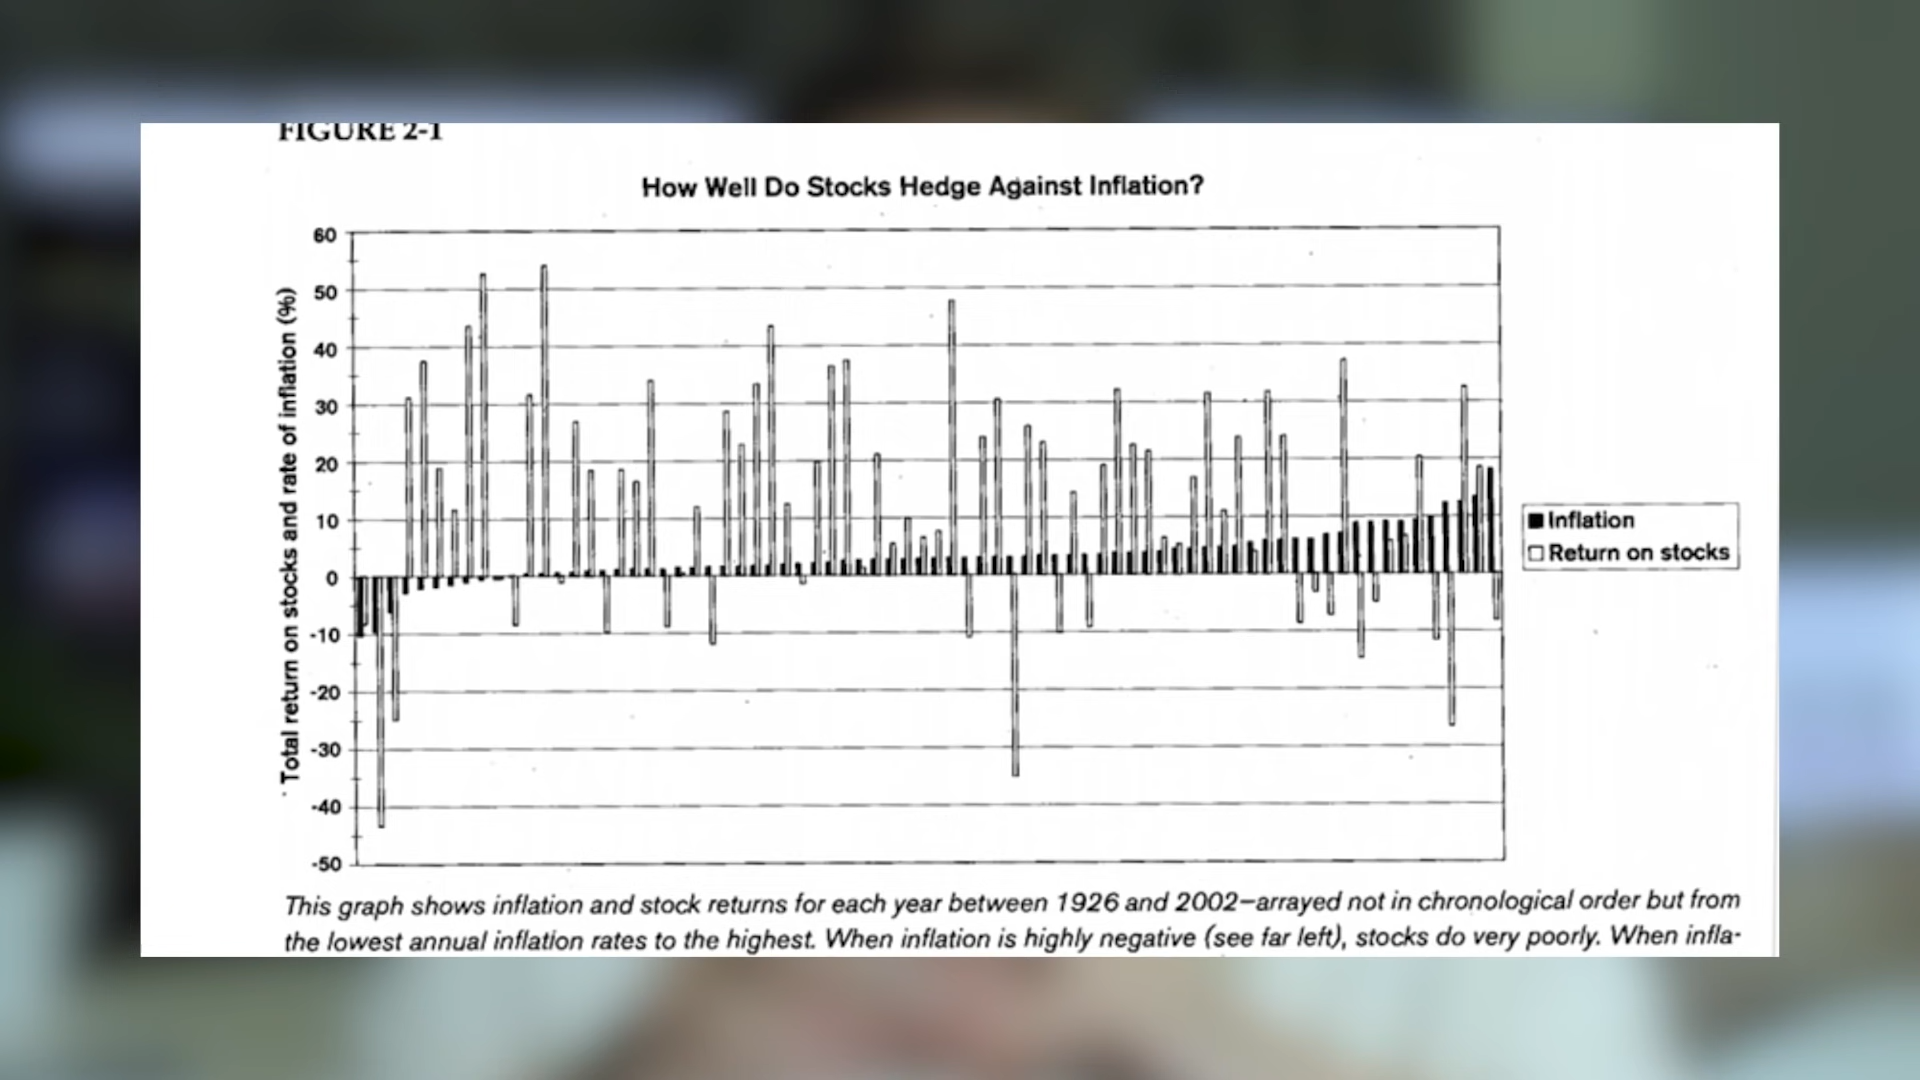 FIGURE 2-1
How Well Do Stocks Hedge Against Inflation?
Total return on stocks and rate of inflation (%)
60
50
40
30
20
10
0
-10
-20
-30
-40
-50
Inflation
Return on stocks
This graph shows inflation and stock returns for each year between 1926 and 2002—arrayed not in chronological order but from
the lowest annual inflation rates to the highest. When inflation is highly negative (see far left), stocks do very poorly. When infla-